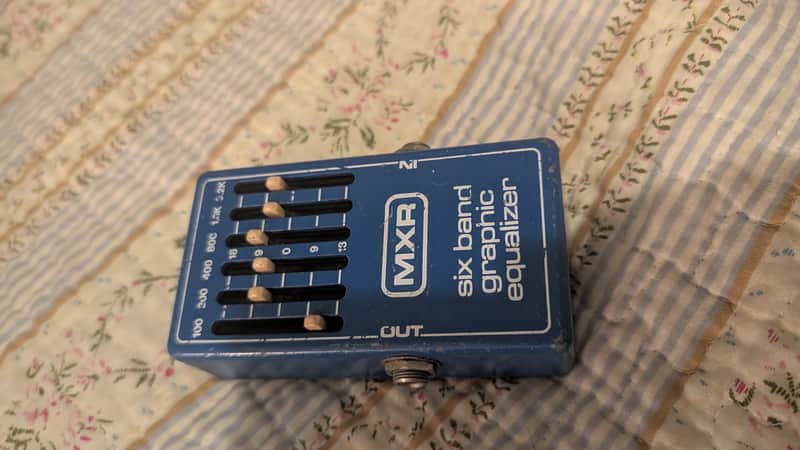 IN
MXR
six band
graphic
equalizer
OUT
18 9 0 9 18
100 200 400 800 1.6K 3.2K